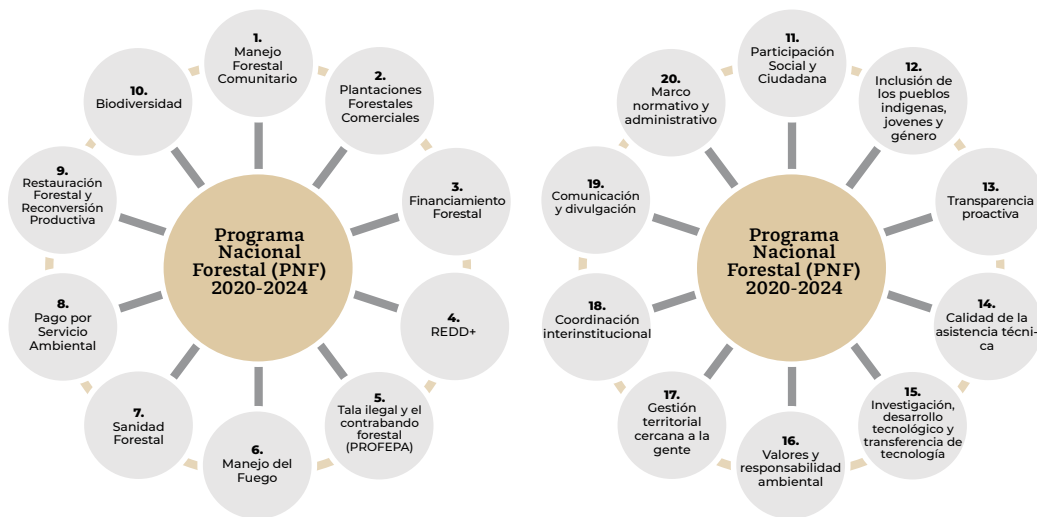 1.
Manejo
Forestal
Comunitario
2.
Plantaciones
Forestales
Comerciales
3.
Financiamiento
Forestal
4.
REDD+
5.
Tala ilegal y el
contrabando
forestal
(PROFEPA)
6.
Manejo del
Fuego
7.
Sanidad
Forestal
8.
Pago por
Servicio
Ambiental
9.
Restauración
Forestal y
Reconversión
Productiva
10.
Biodiversidad
Programa
Nacional
Forestal (PNF)
2020-2024
11.
Participación
Social y
Ciudadana
12.
Inclusión de
los pueblos
indigenas,
jovenes y
género
13.
Transparencia
proactiva
14.
Calidad de la
asistencia técni-
ca
15.
Investigación,
desarrollo
tecnológico y
transferencia de
tecnología
16.
Valores y
responsabilidad
ambiental
17.
Gestión
territorial
cercana a la
gente
18.
Coordinación
interinstitucional
19.
Comunicación
y divulgación
20.
Marco
normativo y
administrativo
Programa
Nacional
Forestal (PNF)
2020-2024